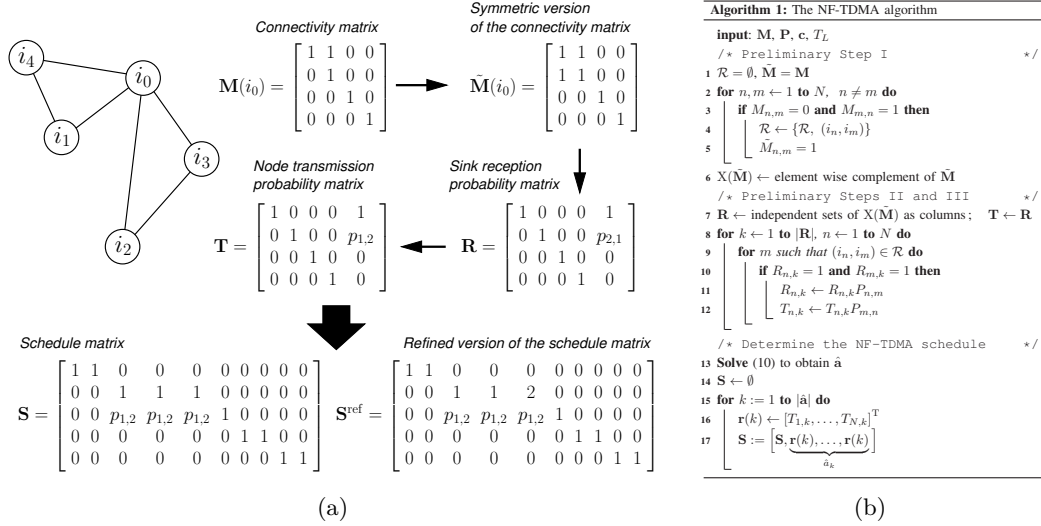 i4
i0
i1
i3
i2
Connectivity matrix
M(i0) =
1 1 0 0
0 1 0 0
0 0 1 0
0 0 0 1
Symmetric version
of the connectivity matrix
M̃(i0) =
1 1 0 0
1 1 0 0
0 0 1 0
0 0 0 1
Node transmission
probability matrix
T =
1 0 0 0 1
0 1 0 0 p1,2
0 0 1 0 0
0 0 0 1 0
Sink reception
probability matrix
R =
1 0 0 0 1
0 1 0 0 p2,1
0 0 1 0 0
0 0 0 1 0
Schedule matrix
S =
1 1 0 0 0 0 0 0 0 0
0 0 1 1 1 0 0 0 0 0
0 0 p1,2 p1,2 p1,2 1 0 0 0 0
0 0 0 0 0 0 1 1 0 0
0 0 0 0 0 0 0 0 1 1
Refined version of the schedule matrix
Sref =
1 1 0 0 0 0 0 0 0 0
0 0 1 1 2 0 0 0 0 0
0 0 p1,2 p1,2 p1,2 1 0 0 0 0
0 0 0 0 0 0 1 1 0 0
0 0 0 0 0 0 0 0 1 1
(a)
Algorithm 1: The NF-TDMA algorithm
input: M, P, c, TL
/* Preliminary Step I */
1 R = ∅, M̃ = M
2 for n, m ← 1 to N, n ≠ m do
3 if Mn,m = 0 and Mm,n = 1 then
4 R ← {R, (in, im)}
5 M̃n,m = 1
6 X(M̃) ← element wise complement of M̃
/* Preliminary Steps II and III */
7 R ← independent sets of X(M̃) as columns; T ← R
8 for k ← 1 to |R|, n ← 1 to N do
9 for m such that (in, im) ∈ R do
10 if Rn,k = 1 and Rm,k = 1 then
11 Rn,k ← Rn,kPn,m
12 Tn,k ← Tn,kPm,n
/* Determine the NF-TDMA schedule */
13 Solve (10) to obtain â
14 S ← ∅
15 for k := 1 to |â| do
16 r(k) ← [T1,k, . . . , TN,k]T
17 S := [S, r(k), . . . , r(k)]
âk
(b)